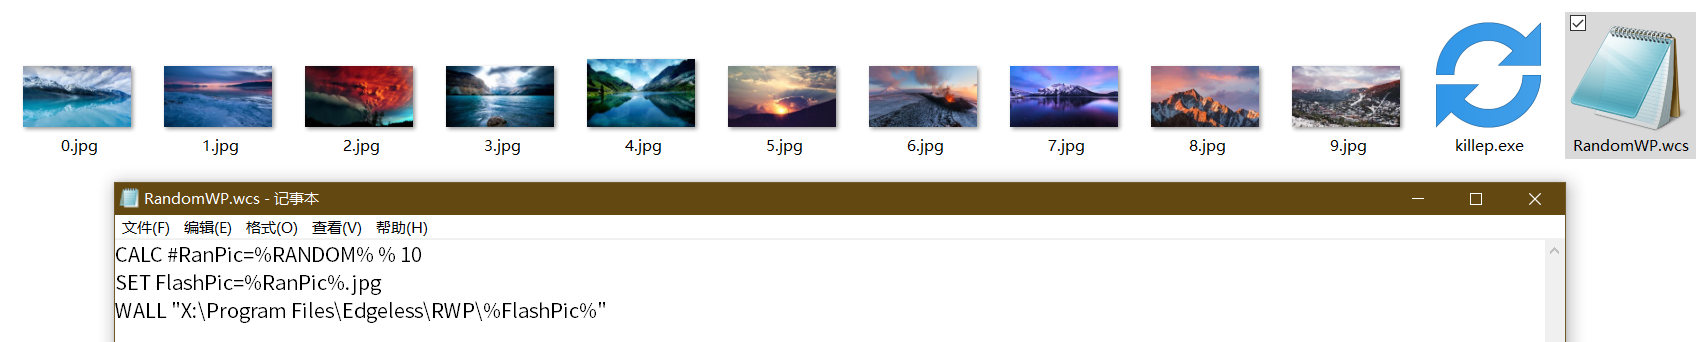 0.jpg 1.jpg 2.jpg 3.jpg 4.jpg 5.jpg 6.jpg 7.jpg 8.jpg 9.jpg killep.exe RandomWP.wcs
RandomWP.wcs - 记事本
文件(F) 编辑(E) 格式(O) 查看(V) 帮助(H)
CALC #RanPic=%RANDOM% % 10
SET FlashPic=%RanPic%.jpg
WALL "X:\Program Files\Edgeless\RWP\%FlashPic%"